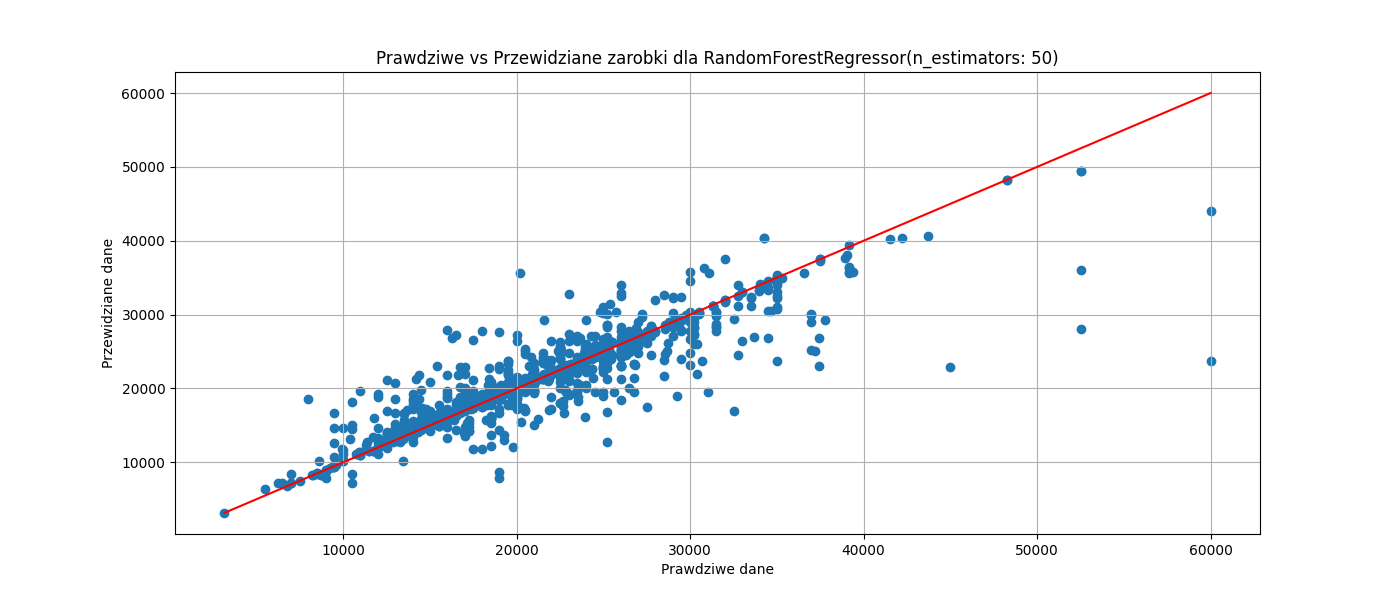 Prawdziwe vs Przewidziane zarobki dla RandomForestRegressor(n_estimators: 50)
60000
50000
40000
30000
20000
10000
Przewidziane dane
10000 20000 30000 40000 50000 60000
Prawdziwe dane